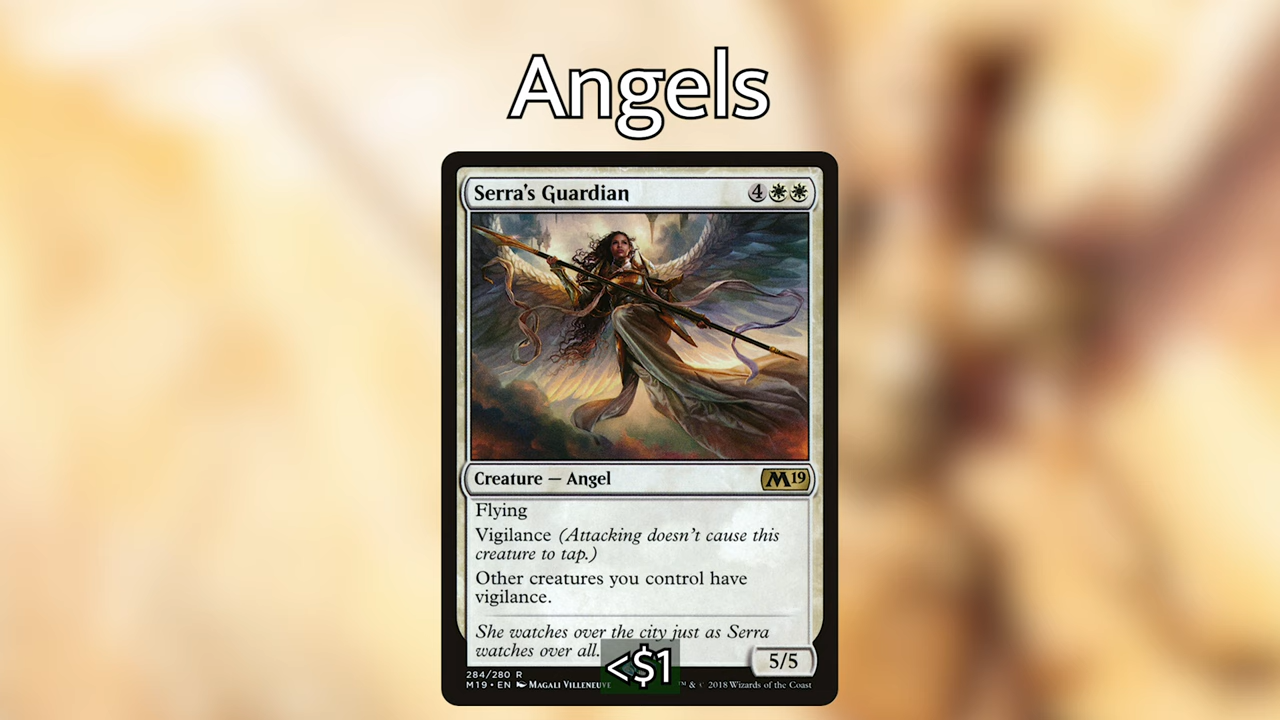 Angels
Serra's Guardian 4
Creature — Angel M19
Flying
Vigilance (Attacking doesn't cause this
creature to tap.)
Other creatures you control have
vigilance.
She watches over the city just as Serra
watches over all.
<$1
5/5
284/280 R
M19 • EN Magali Villeneuve ™ & © 2018 Wizards of the Coast